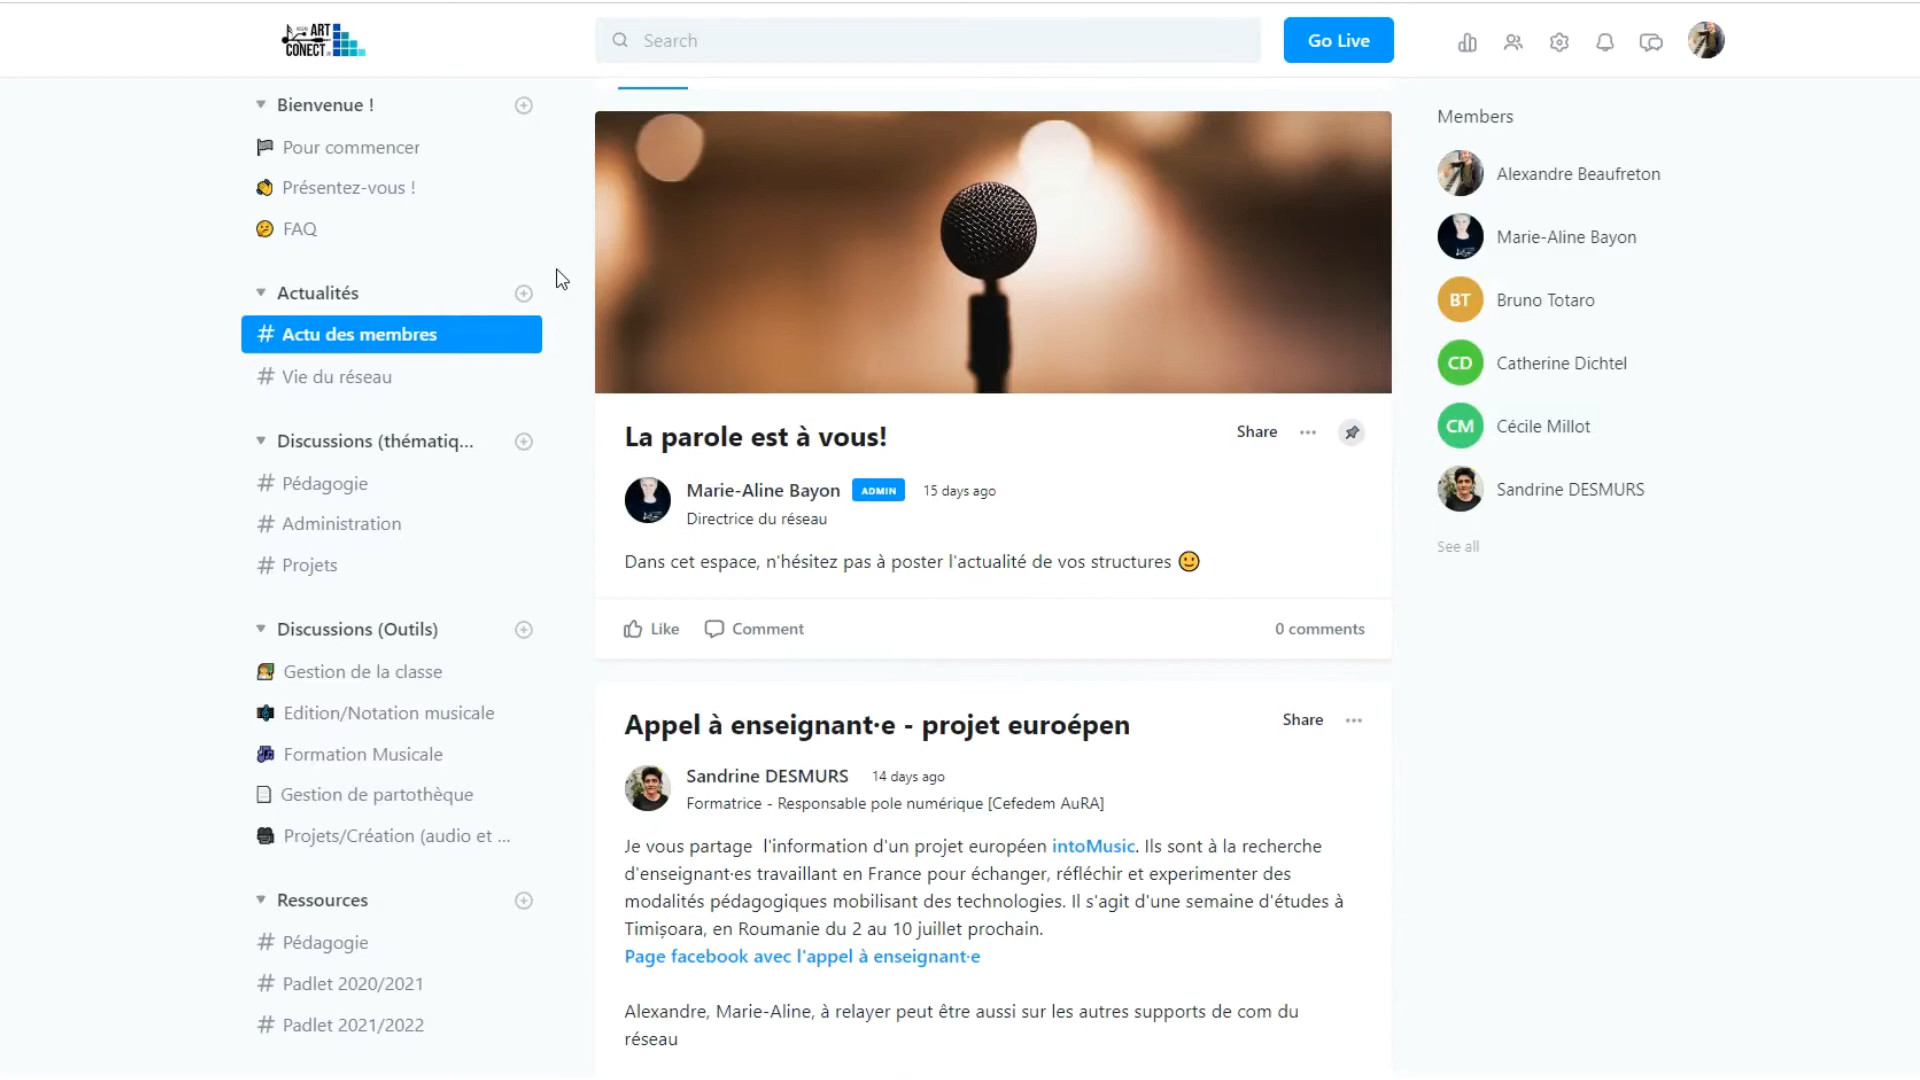 ART
CONECT
Search
Go Live
Bienvenue !
Pour commencer
Présentez-vous !
FAQ
Actualités
# Actu des membres
# Vie du réseau
Discussions (thématiq...
# Pédagogie
# Administration
# Projets
Discussions (Outils)
Gestion de la classe
Edition/Notation musicale
Formation Musicale
Gestion de partothèque
Projets/Création (audio et ...
Ressources
# Pédagogie
# Padlet 2020/2021
# Padlet 2021/2022
La parole est à vous!
Share
Marie-Aline Bayon ADMIN 15 days ago
Directrice du réseau
Dans cet espace, n'hésitez pas à poster l'actualité de vos structures 🙂
Like Comment 0 comments
Appel à enseignant·e - projet euroépen
Share
Sandrine DESMURS 14 days ago
Formatrice - Responsable pole numérique [Cefedem AuRA]
Je vous partage l'information d'un projet européen intoMusic. Ils sont à la recherche
d'enseignant·es travaillant en France pour échanger, réfléchir et experimenter des
modalités pédagogiques mobilisant des technologies. Il s'agit d'une semaine d'études à
Timișoara, en Roumanie du 2 au 10 juillet prochain.
Page facebook avec l'appel à enseignant·e
Alexandre, Marie-Aline, à relayer peut être aussi sur les autres supports de com du
réseau
Members
Alexandre Beaufreton
Marie-Aline Bayon
BT Bruno Totaro
CD Catherine Dichtel
CM Cécile Millot
Sandrine DESMURS
See all